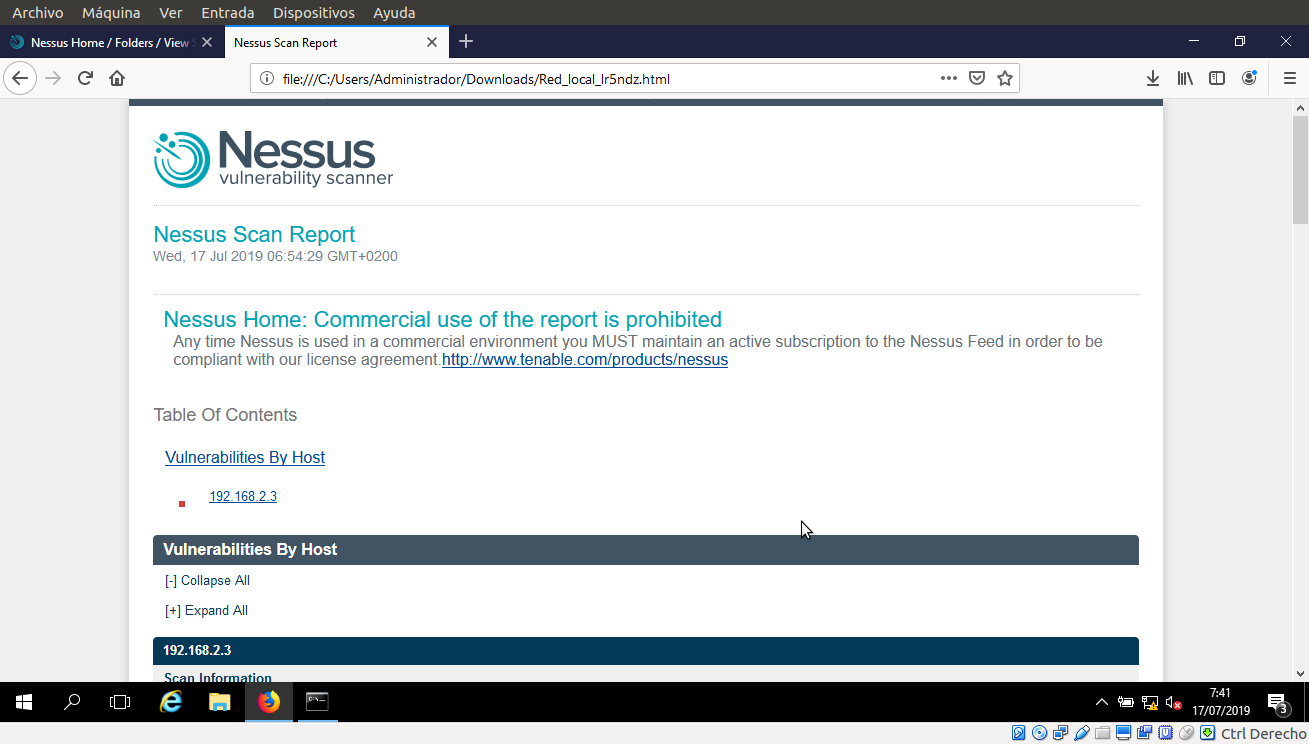 Archivo Máquina Ver Entrada Dispositivos Ayuda
Nessus Home / Folders / View S
Nessus Scan Report
file:///C:/Users/Administrador/Downloads/Red_local_lr5ndz.html
Nessus
vulnerability scanner
Nessus Scan Report
Wed, 17 Jul 2019 06:54:29 GMT+0200
Nessus Home: Commercial use of the report is prohibited
Any time Nessus is used in a commercial environment you MUST maintain an active subscription to the Nessus Feed in order to be
compliant with our license agreement.http://www.tenable.com/products/nessus
Table Of Contents
Vulnerabilities By Host
192.168.2.3
Vulnerabilities By Host
[-] Collapse All
[+] Expand All
192.168.2.3
Scan Information
7:41
17/07/2019
3
Ctrl Derecho